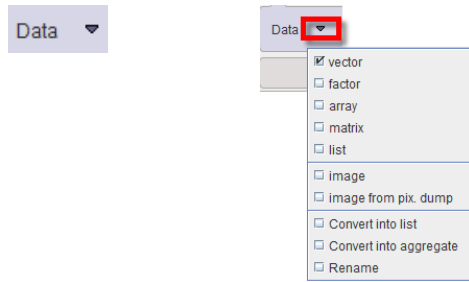 Data
Data
vector
factor
array
matrix
list
image
image from pix. dump
Convert into list
Convert into aggregate
Rename